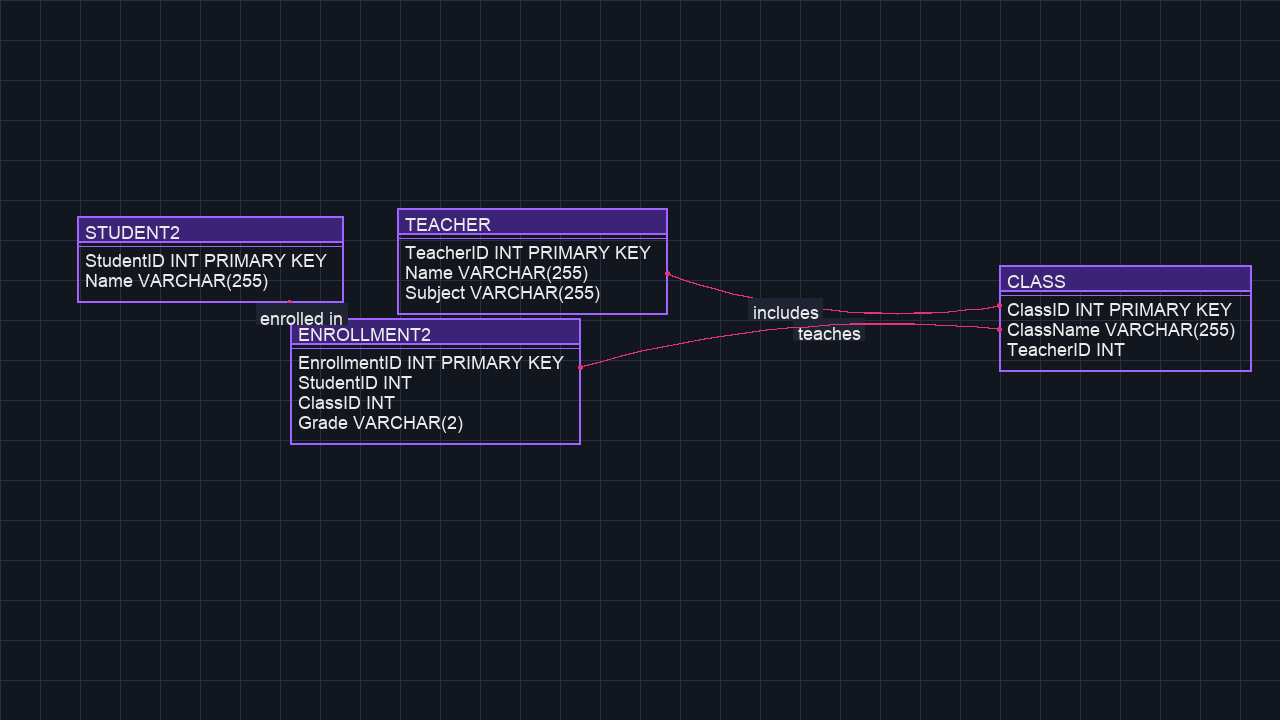 STUDENT2
StudentID INT PRIMARY KEY
Name VARCHAR(255)
TEACHER
TeacherID INT PRIMARY KEY
Name VARCHAR(255)
Subject VARCHAR(255)
CLASS
ClassID INT PRIMARY KEY
ClassName VARCHAR(255)
TeacherID INT
enrolled in
includes
teaches
ENROLLMENT2
EnrollmentID INT PRIMARY KEY
StudentID INT
ClassID INT
Grade VARCHAR(2)